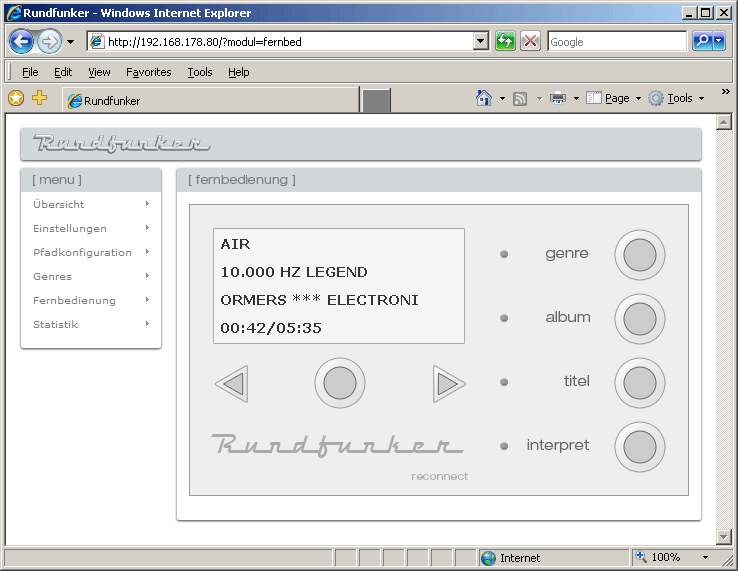 Rundfunker - Windows Internet Explorer
http://192.168.178.80/?modul=fernbed
Google
File Edit View Favorites Tools Help
Rundfunker
Page Tools
Rundfunker
[ menu ]
Übersicht
Einstellungen
Pfadkonfiguration
Genres
Fernbedienung
Statistik
[ fernbedienung ]
AIR
10.000 HZ LEGEND
ORMERS *** ELECTRONI
00:42/05:35
genre
album
titel
interpret
Rundfunker
reconnect
Internet
100%